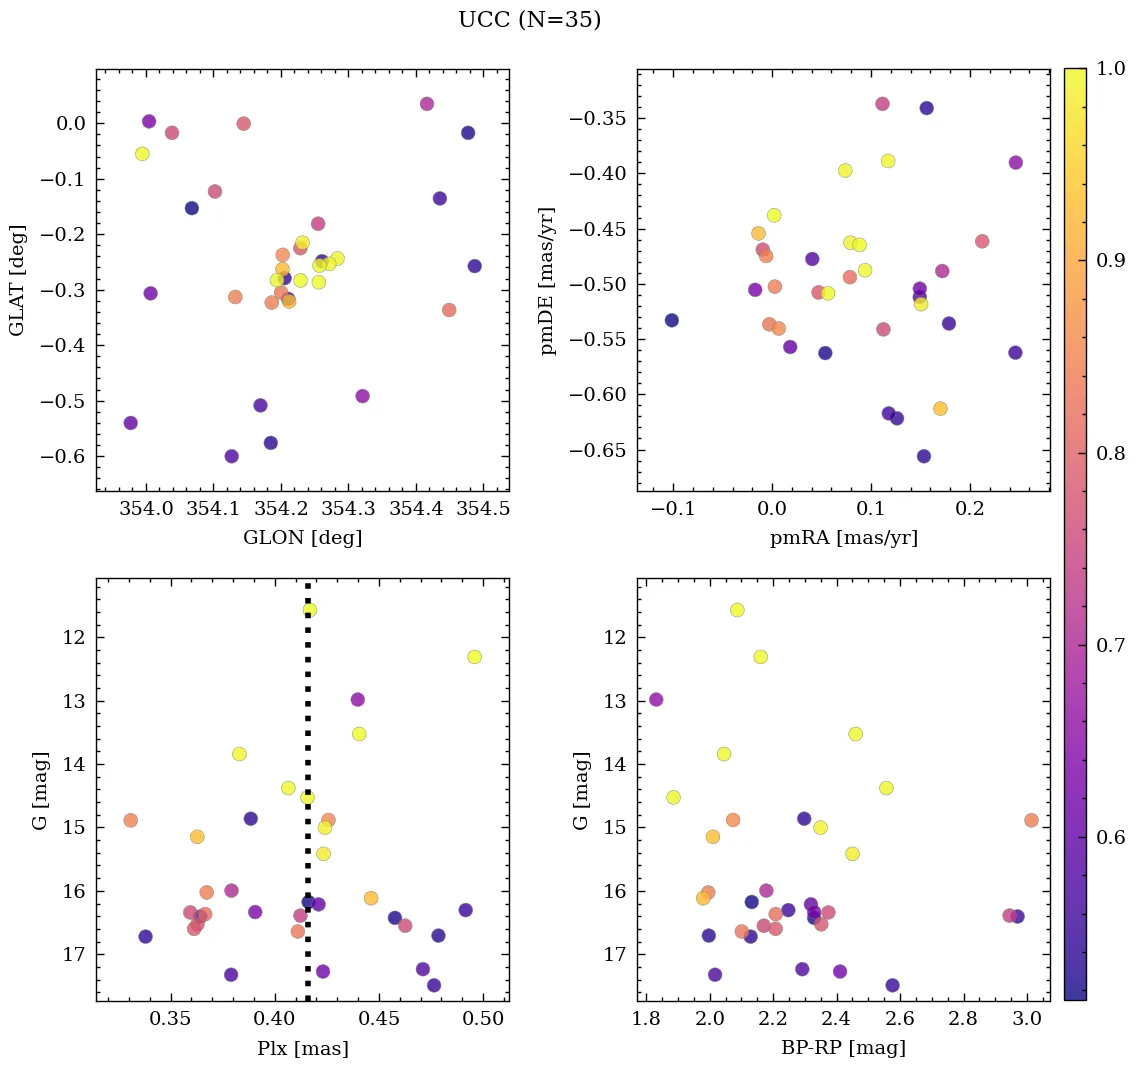 UCC (N=35)
0.0
−0.1
−0.2
−0.3
−0.4
−0.5
−0.6
GLAT [deg]
354.0 354.1 354.2 354.3 354.4 354.5
GLON [deg]
−0.35
−0.40
−0.45
−0.50
−0.55
−0.60
−0.65
pmDE [mas/yr]
−0.1 0.0 0.1 0.2
pmRA [mas/yr]
12
13
14
15
16
17
G [mag]
0.35 0.40 0.45 0.50
Plx [mas]
12
13
14
15
16
17
G [mag]
1.8 2.0 2.2 2.4 2.6 2.8 3.0
BP-RP [mag]
1.0
0.9
0.8
0.7
0.6